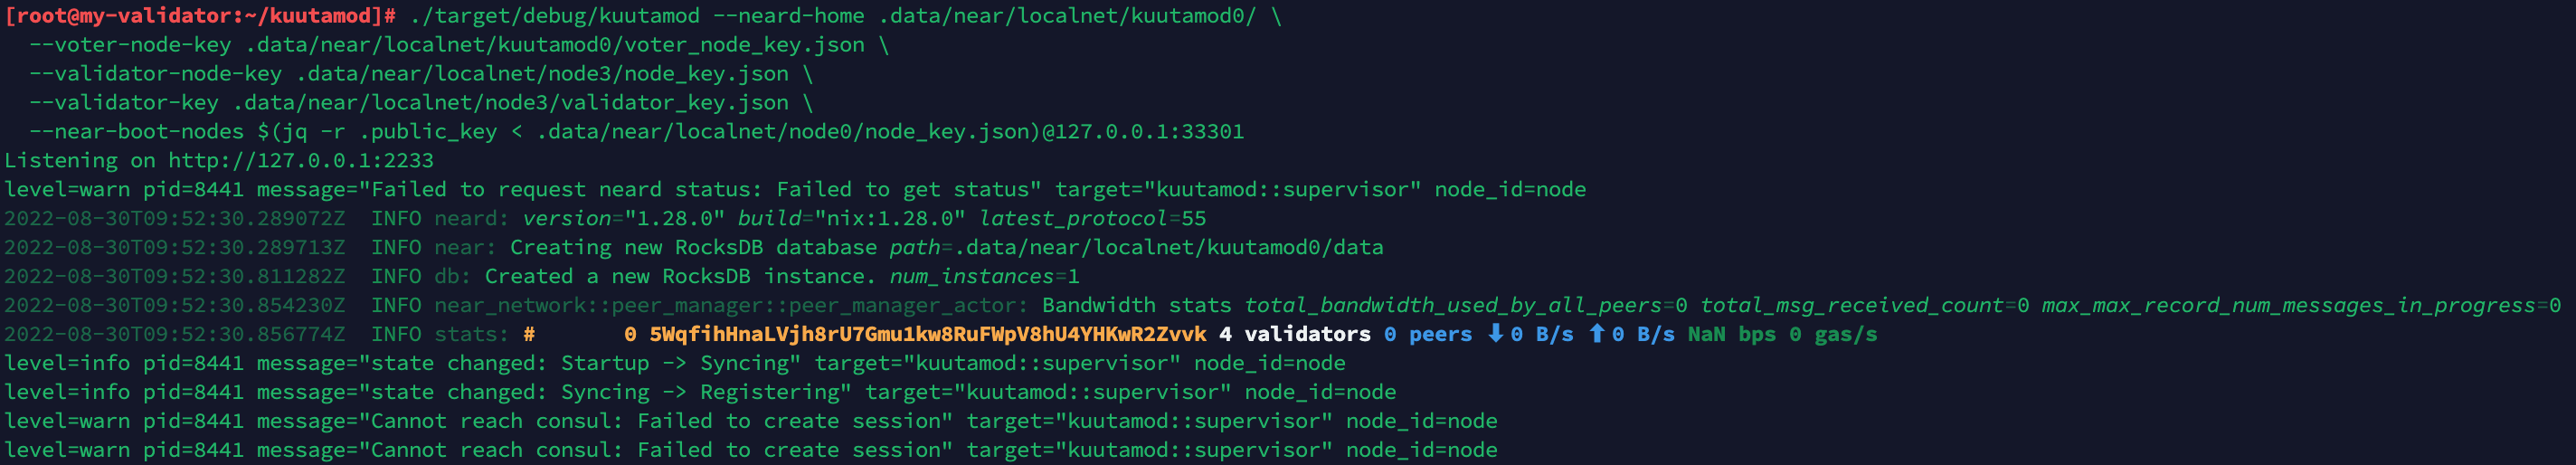 [root@my-validator:~/kuutamod]# ./target/debug/kuutamod --neard-home .data/near/localnet/kuutamod0/ \
  --voter-node-key .data/near/localnet/kuutamod0/voter_node_key.json \
  --validator-node-key .data/near/localnet/node3/node_key.json \
  --validator-key .data/near/localnet/node3/validator_key.json \
  --near-boot-nodes $(jq -r .public_key < .data/near/localnet/node0/node_key.json)@127.0.0.1:33301
Listening on http://127.0.0.1:2233
level=warn pid=8441 message="Failed to request neard status: Failed to get status" target="kuutamod::supervisor" node_id=node
2022-08-30T09:52:30.289072Z  INFO neard: version="1.28.0" build="nix:1.28.0" latest_protocol=55
2022-08-30T09:52:30.289713Z  INFO near: Creating new RocksDB database path=.data/near/localnet/kuutamod0/data
2022-08-30T09:52:30.811282Z  INFO db: Created a new RocksDB instance. num_instances=1
2022-08-30T09:52:30.854230Z  INFO near_network::peer_manager::peer_manager_actor: Bandwidth stats total_bandwidth_used_by_all_peers=0 total_msg_received_count=0 max_max_record_num_messages_in_progress=0
2022-08-30T09:52:30.856774Z  INFO stats: #       0 5WqfihHnaLVjh8rU7Gmu1kw8RuFWpV8hU4YHKwR2Zvvk 4 validators 0 peers ⬇ 0 B/s ⬆ 0 B/s NaN bps 0 gas/s
level=info pid=8441 message="state changed: Startup -> Syncing" target="kuutamod::supervisor" node_id=node
level=info pid=8441 message="state changed: Syncing -> Registering" target="kuutamod::supervisor" node_id=node
level=warn pid=8441 message="Cannot reach consul: Failed to create session" target="kuutamod::supervisor" node_id=node
level=warn pid=8441 message="Cannot reach consul: Failed to create session" target="kuutamod::supervisor" node_id=node